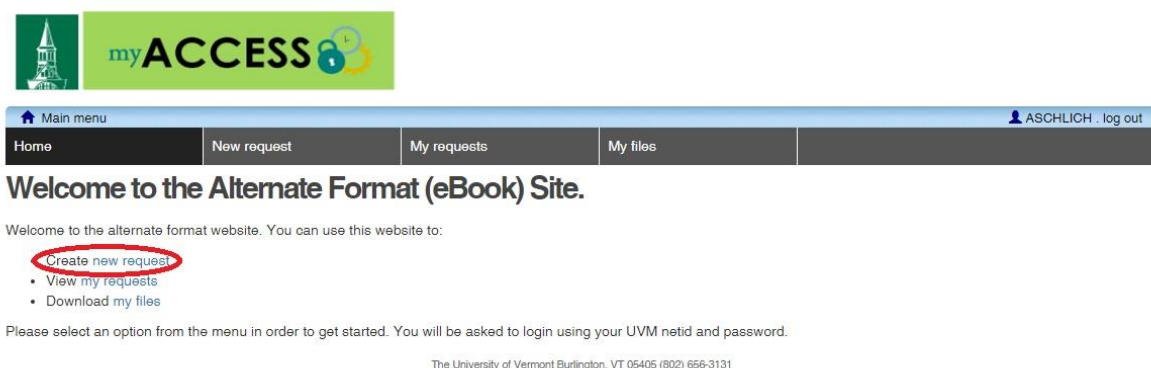 myACCESS
Main menu
ASCHLICH . log out
Home
New request
My requests
My files
Welcome to the Alternate Format (eBook) Site.
Welcome to the alternate format website. You can use this website to:
Create new request
• View my requests
• Download my files
Please select an option from the menu in order to get started. You will be asked to login using your UVM netid and password.
The University of Vermont Burlington, VT 05405 (802) 656-3131